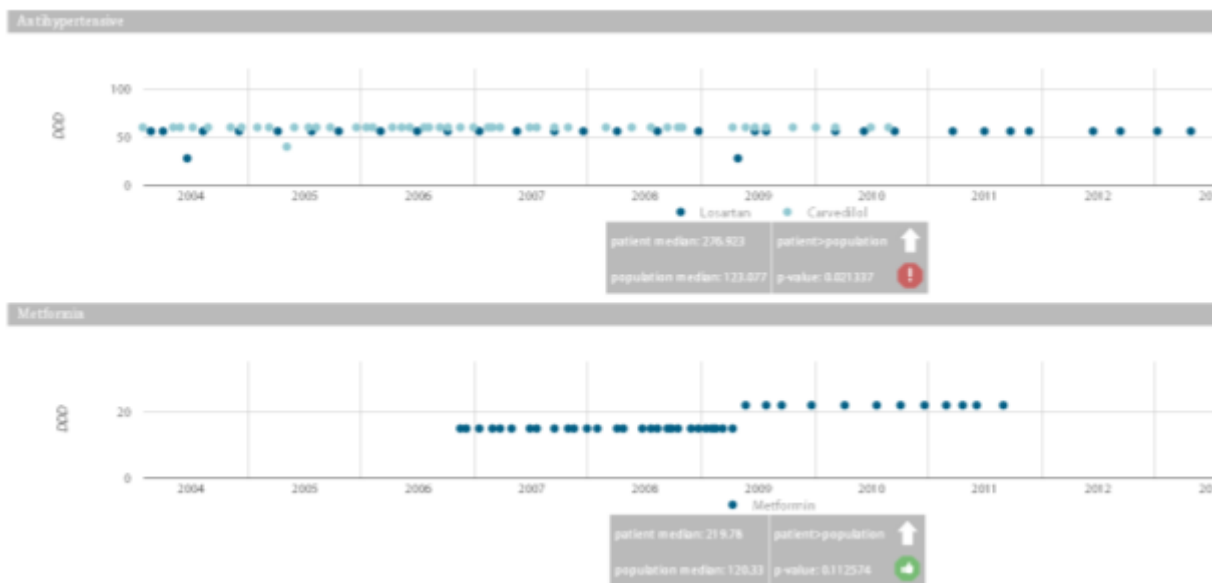 Antihypertensive
100
DDD
50
0
2004 2005 2006 2007 2008 2009 2010 2011 2012 20
Losartan Carvedilol
patient median: 276.923 patient>population
population median: 123.077 p-value: 0.021337
Metformin
DDD
20
0
2004 2005 2006 2007 2008 2009 2010 2011 2012 20
Metformin
patient median: 219.78 patient>population
population median: 120.33 p-value: 0.112574